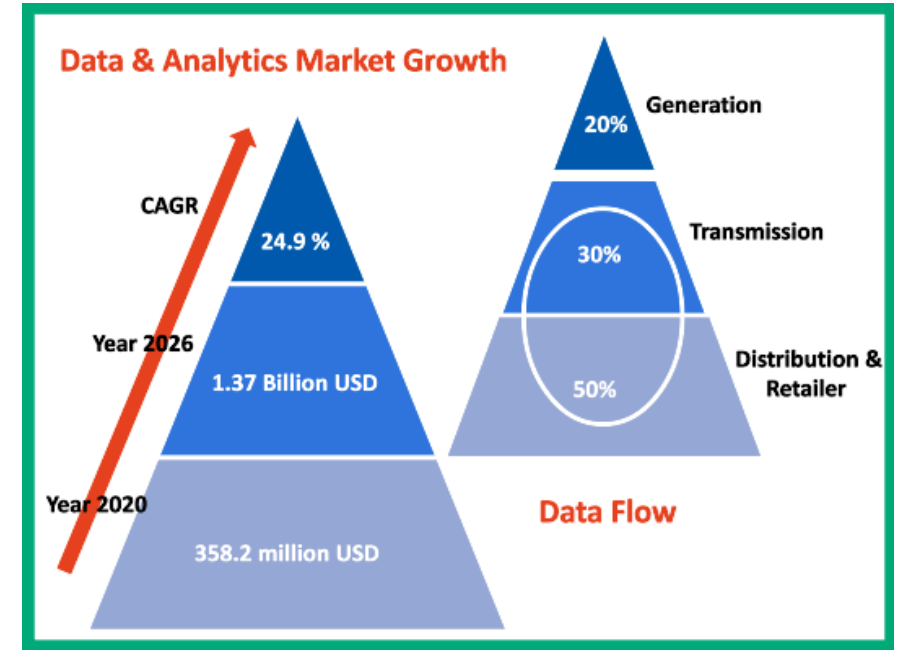 Data & Analytics Market Growth
CAGR
24.9 %
Year 2026
1.37 Billion USD
Year 2020
358.2 million USD
20%
Generation
30%
Transmission
50%
Distribution &
Retailer
Data Flow